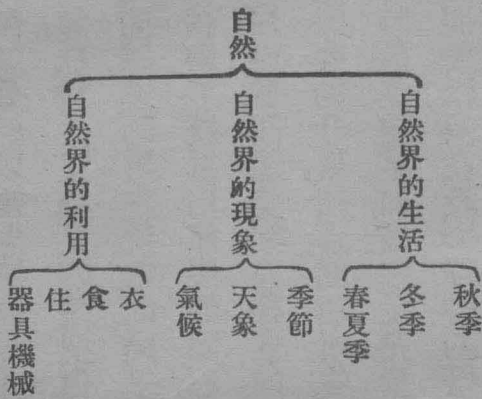 自然
自然界的生活
秋季
冬季
春夏季
自然界的現象
季節
天象
氣候
自然界的利用
衣
食
住
器具機械